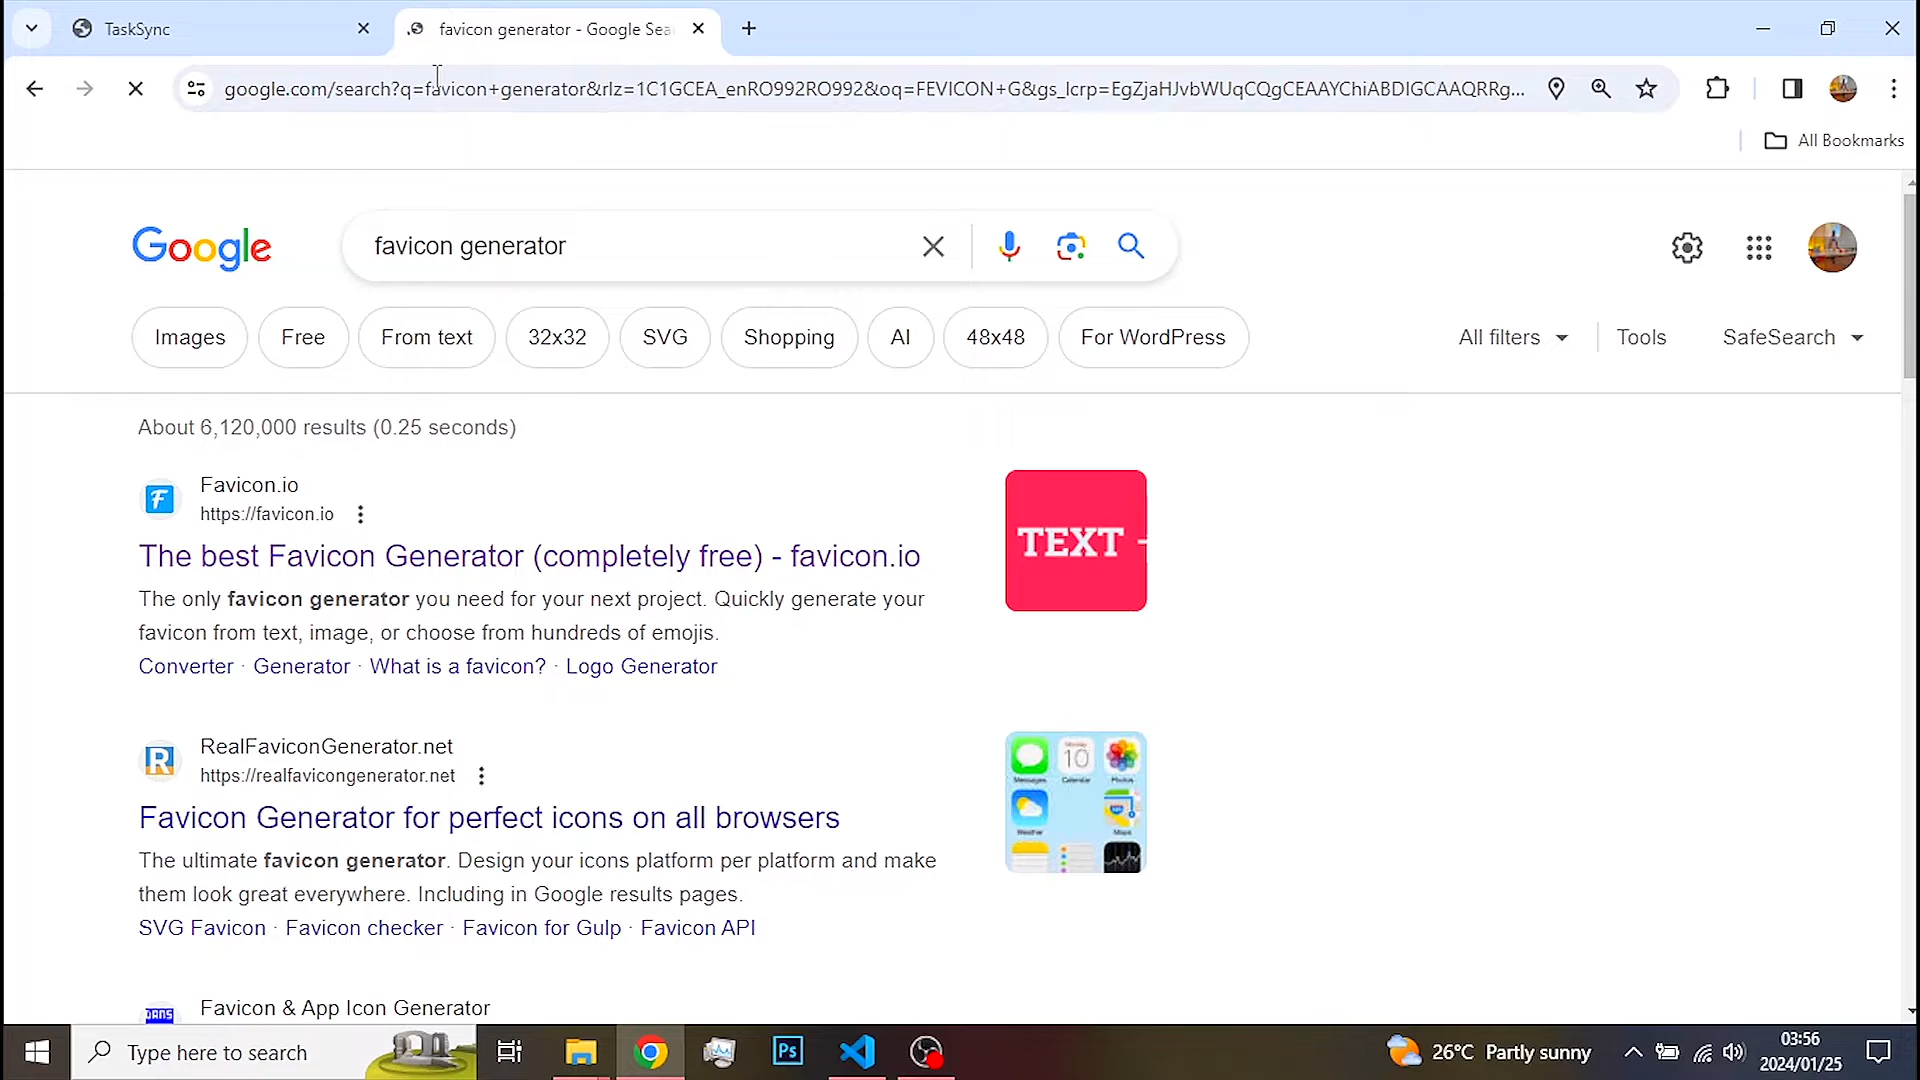 TaskSync
favicon generator - Google Sea
google.com/search?q=favicon+generator&rlz=1C1GCEA_enRO992RO992&oq=FEVICON+G&gs_lcrp=EgZjaHJvbWUqCQgCEAAYChiABDIGCAAQRRg...
All Bookmarks
Google
favicon generator
Images
Free
From text
32x32
SVG
Shopping
AI
48x48
For WordPress
All filters
Tools
SafeSearch
About 6,120,000 results (0.25 seconds)
Favicon.io
https://favicon.io
The best Favicon Generator (completely free) - favicon.io
TEXT -
The only favicon generator you need for your next project. Quickly generate your
favicon from text, image, or choose from hundreds of emojis.
Converter · Generator · What is a favicon? · Logo Generator
RealFaviconGenerator.net
https://realfavicongenerator.net
Favicon Generator for perfect icons on all browsers
The ultimate favicon generator. Design your icons platform per platform and make
them look great everywhere. Including in Google results pages.
SVG Favicon · Favicon checker · Favicon for Gulp · Favicon API
10
Messages Calendar Photos
Weather Maps
Favicon & App Icon Generator
Type here to search
Ps
26°C Partly sunny
03:56
2024/01/25